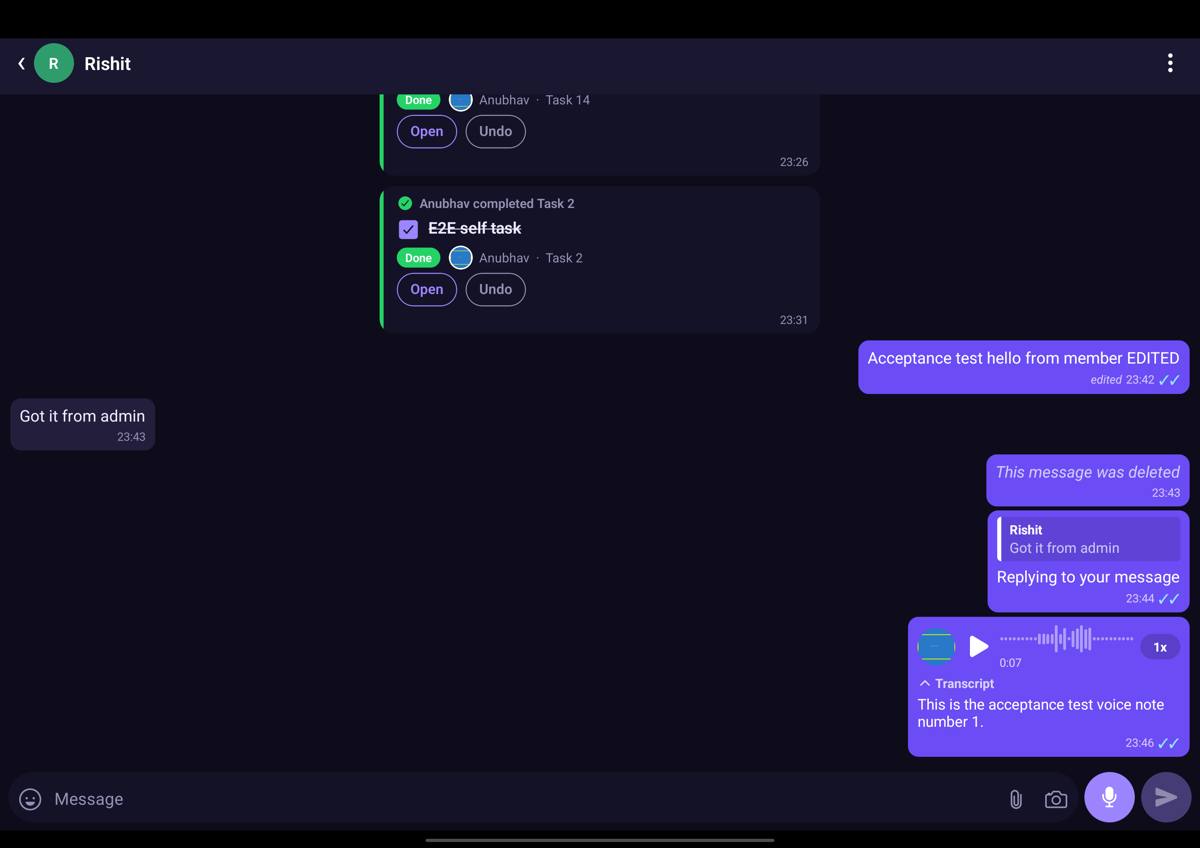 R
Rishit
Done Anubhav · Task 14
Open Undo
23:26
Anubhav completed Task 2
E2E self task
Done Anubhav · Task 2
Open Undo
23:31
Acceptance test hello from member EDITED
edited 23:42
Got it from admin
23:43
This message was deleted
23:43
Rishit
Got it from admin
Replying to your message
23:44
1x
0:07
Transcript
This is the acceptance test voice note
number 1.
23:46
Message